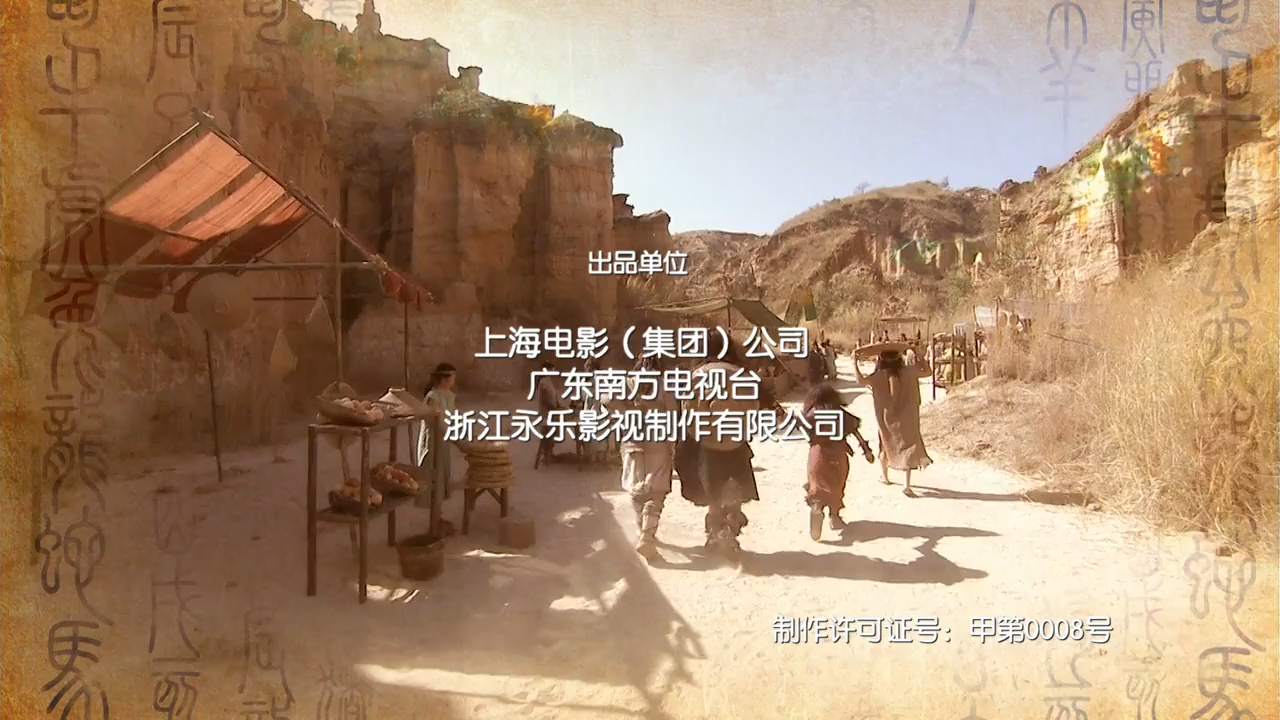 出品单位
上海电影（集团）公司
广东南方电视台
浙江永乐影视制作有限公司
制作许可证号：甲第0008号